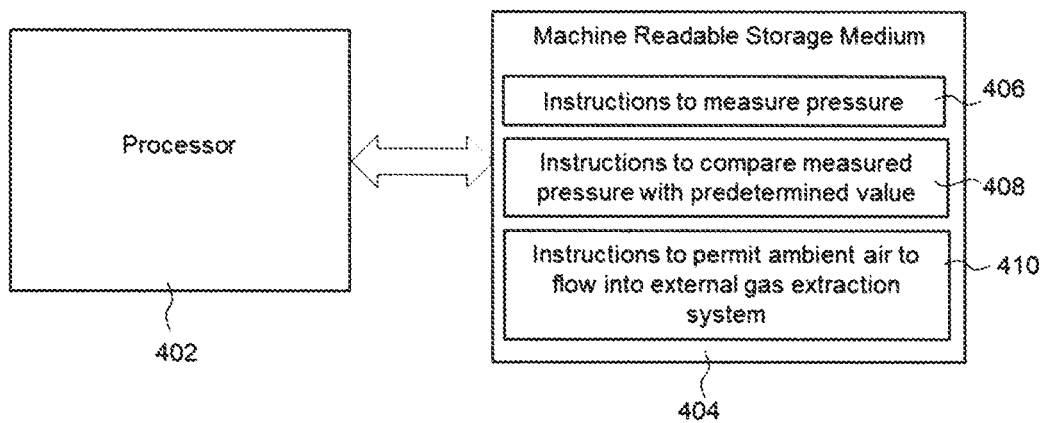 Processor
402
Machine Readable Storage Medium
Instructions to measure pressure
406
Instructions to compare measured
pressure with predetermined value
408
Instructions to permit ambient air to
flow into external gas extraction
system
410
404